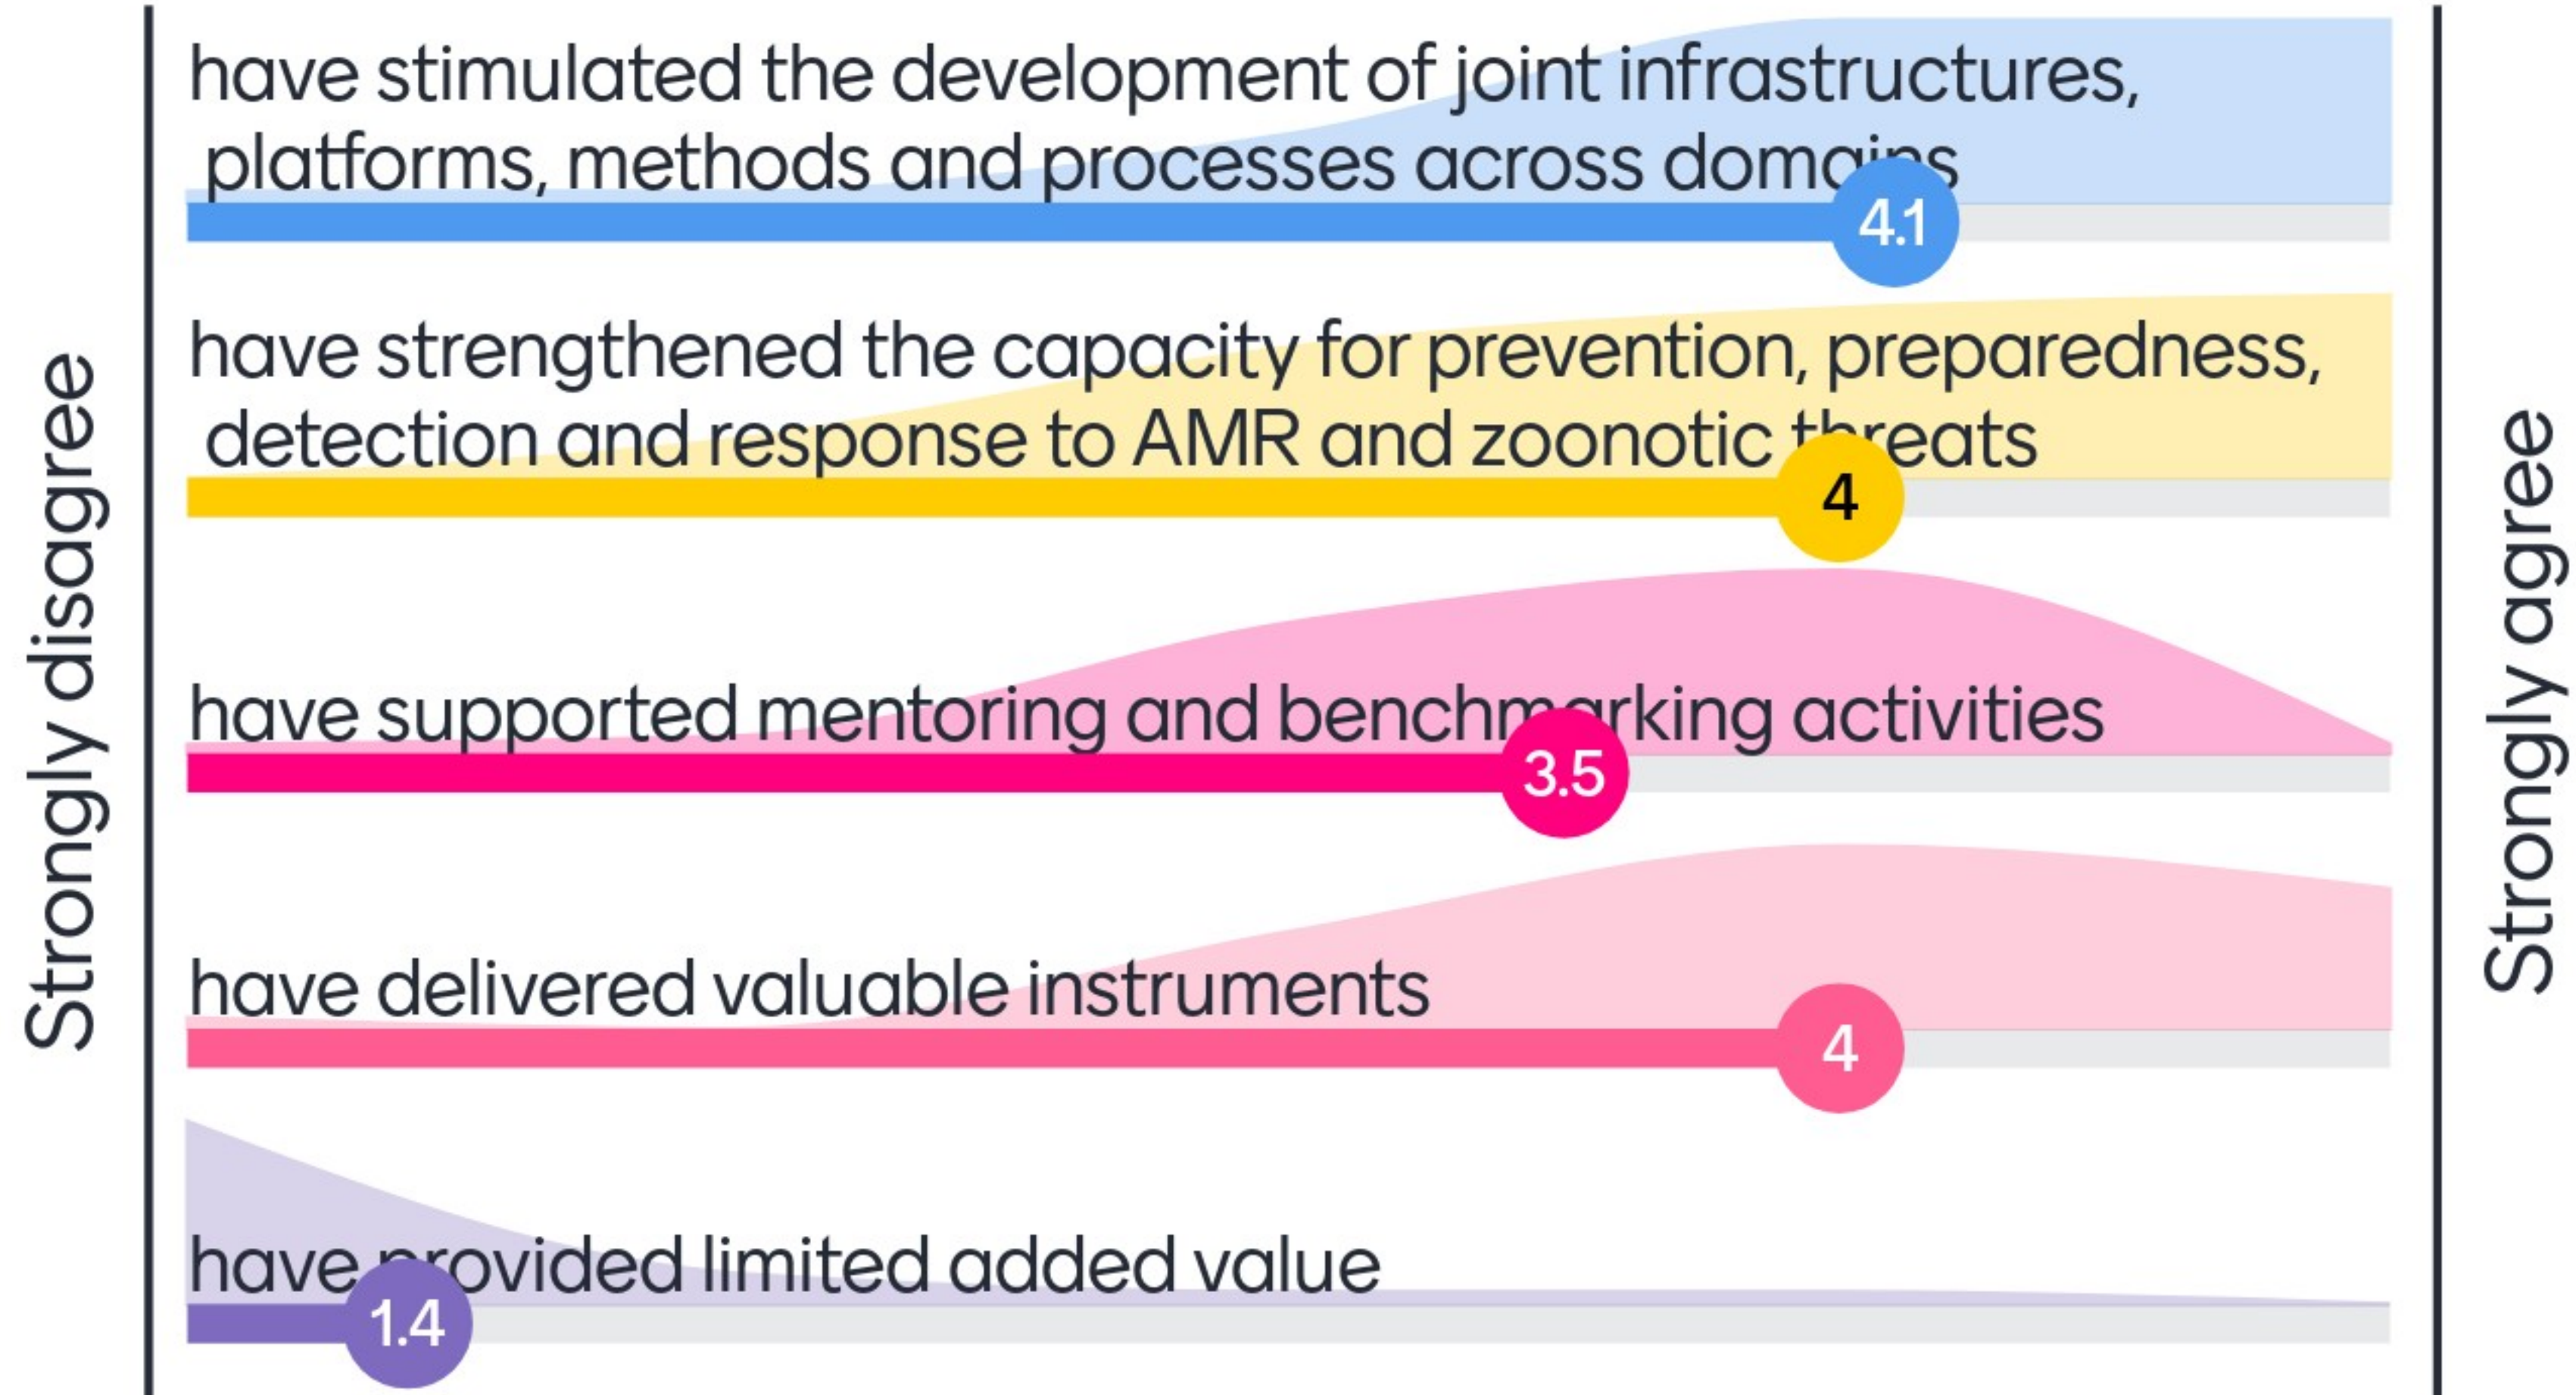 have stimulated the development of joint infrastructures,
platforms, methods and processes across domains
4.1
have strengthened the capacity for prevention, preparedness,
detection and response to AMR and zoonotic threats
4
Strongly disagree
Strongly agree
have supported mentoring and benchmarking activities
3.5
have delivered valuable instruments
4
have provided limited added value
1.4